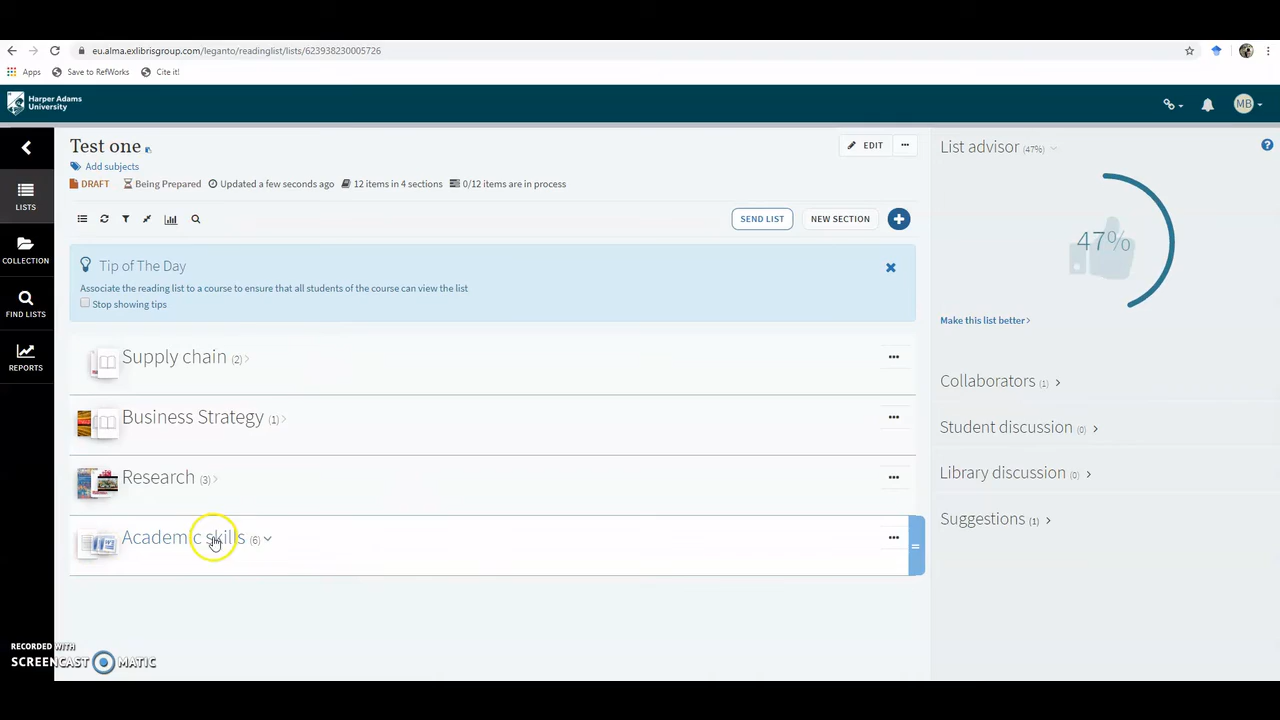 eu.alma.exlibrisgroup.com/leganto/readinglist/lists/623938230005726
Apps Save to RefWorks Cite it!
Harper Adams
University
MB
Test one
EDIT
Add subjects
DRAFT Being Prepared Updated a few seconds ago 12 items in 4 sections 0/12 items are in process
LISTS
SEND LIST NEW SECTION
COLLECTION
Tip of The Day
Associate the reading list to a course to ensure that all students of the course can view the list
Stop showing tips
FIND LISTS
REPORTS
Supply chain (2)
Business Strategy (1)
Research (3)
Academic skills (6)
List advisor (47%)
47%
Make this list better
Collaborators (1)
Student discussion (0)
Library discussion (0)
Suggestions (1)
RECORDED WITH
SCREENCAST MATIC